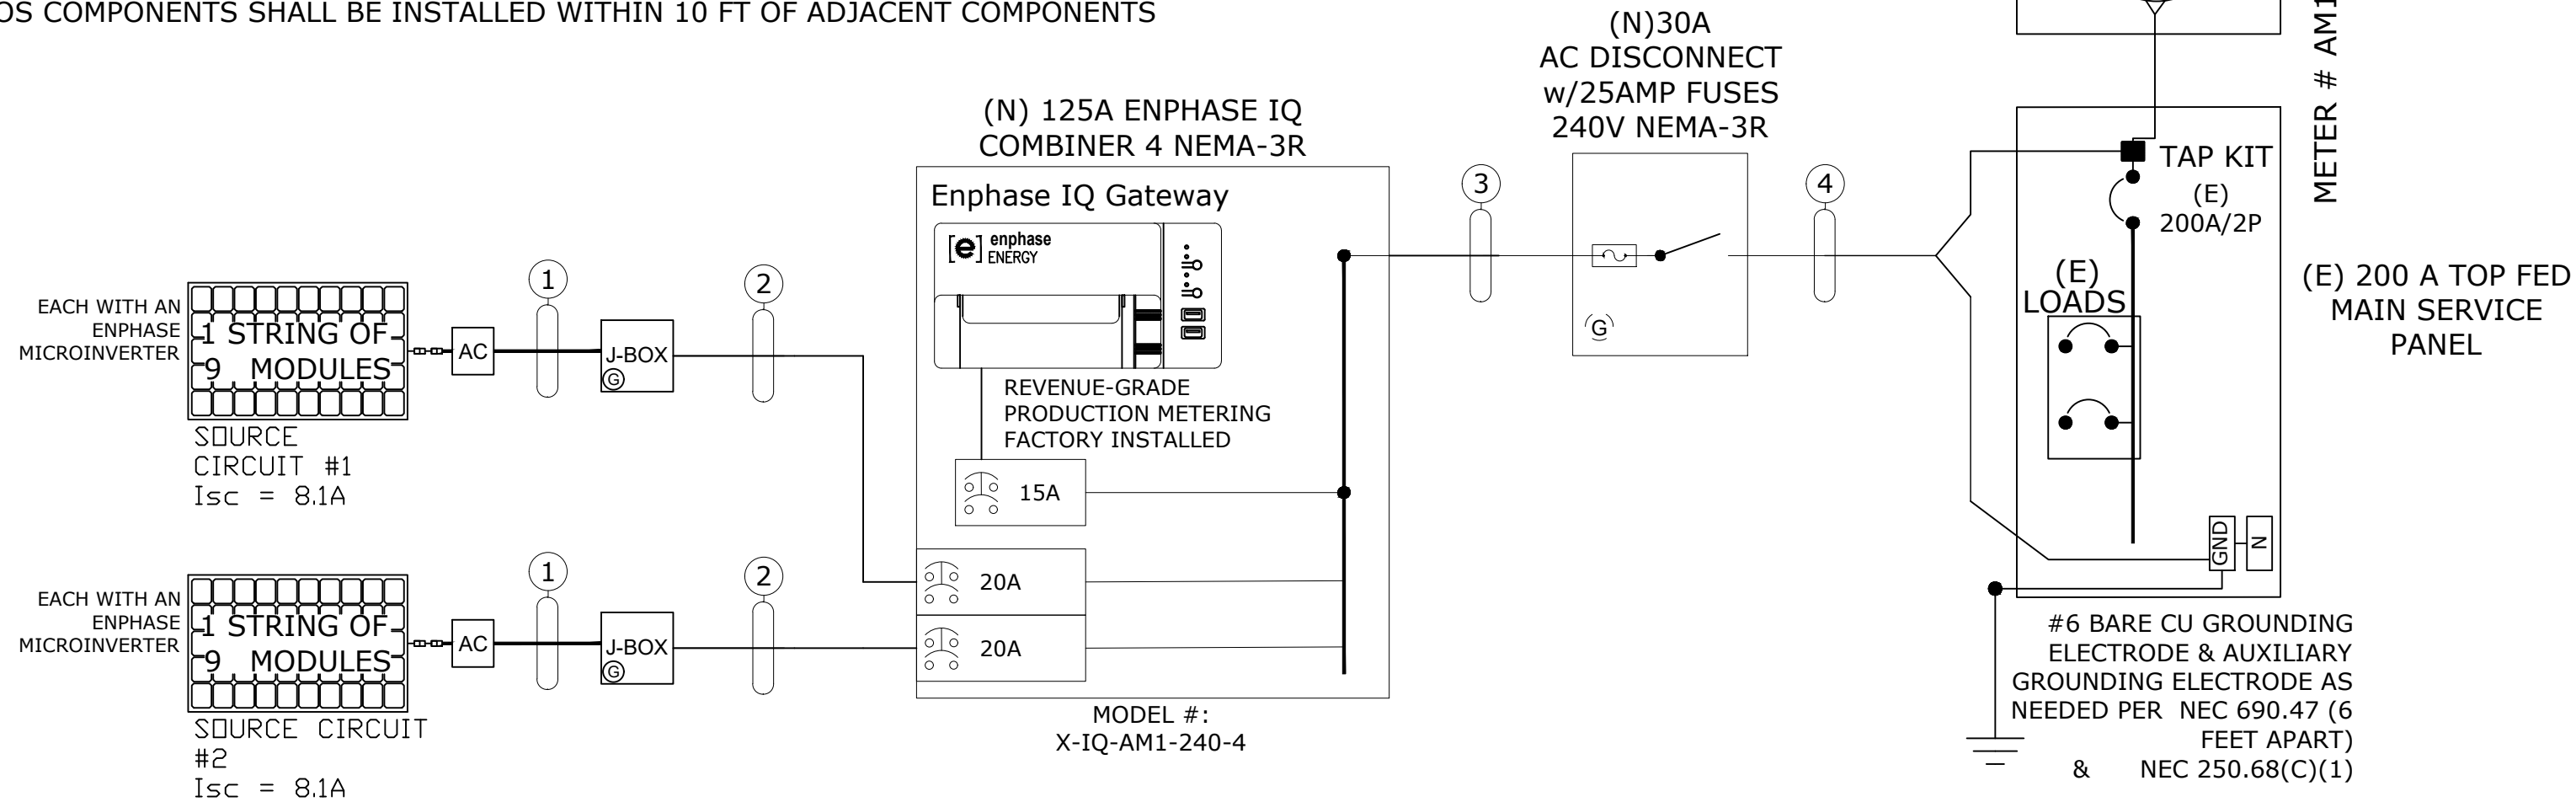 OS COMPONENTS SHALL BE INSTALLED WITHIN 10 FT OF ADJACENT COMPONENTS
EACH WITH AN
ENPHASE
MICROINVERTER
1 STRING OF
9 MODULES
AC
1
J-BOX
G
2
SOURCE
CIRCUIT #1
Isc = 8.1A
EACH WITH AN
ENPHASE
MICROINVERTER
1 STRING OF
9 MODULES
AC
1
J-BOX
G
2
SOURCE CIRCUIT
#2
Isc = 8.1A
(N) 125A ENPHASE IQ
COMBINER 4 NEMA-3R
Enphase IQ Gateway
[e] enphase
ENERGY
REVENUE-GRADE
PRODUCTION METERING
FACTORY INSTALLED
15A
20A
20A
MODEL #:
X-IQ-AM1-240-4
3
(N)30A
AC DISCONNECT
w/25AMP FUSES
240V NEMA-3R
G
4
METER # AM1
TAP KIT
(E)
200A/2P
(E)
LOADS
GND
N
(E) 200 A TOP FED
MAIN SERVICE
PANEL
#6 BARE CU GROUNDING
ELECTRODE & AUXILIARY
GROUNDING ELECTRODE AS
NEEDED PER NEC 690.47 (6
FEET APART)
& NEC 250.68(C)(1)